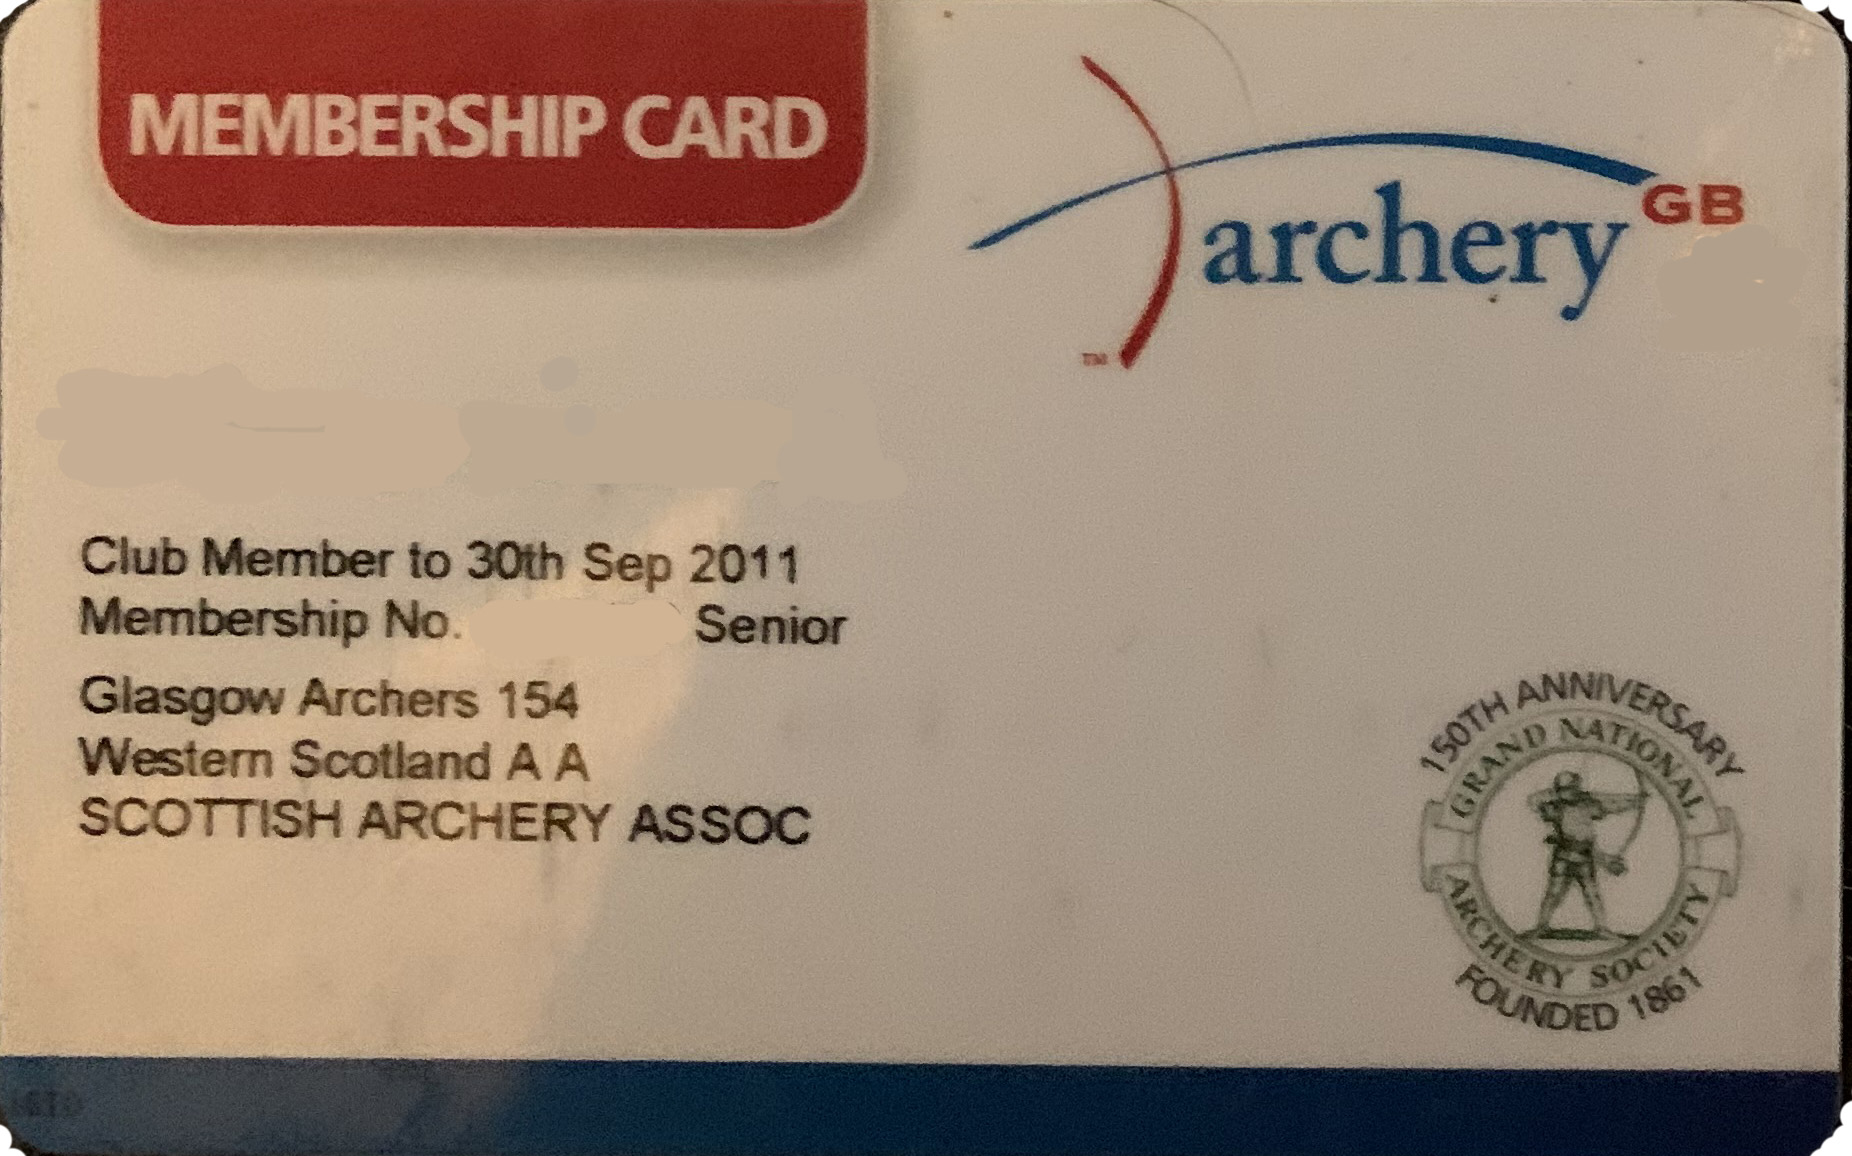 MEMBERSHIP CARD
archery GB
TM
Club Member to 30th Sep 2011
Membership No. Senior
Glasgow Archers 154
Western Scotland A A
SCOTTISH ARCHERY ASSOC
150TH ANNIVERSARY
GRAND NATIONAL
ARCHERY SOCIETY
FOUNDED 1861